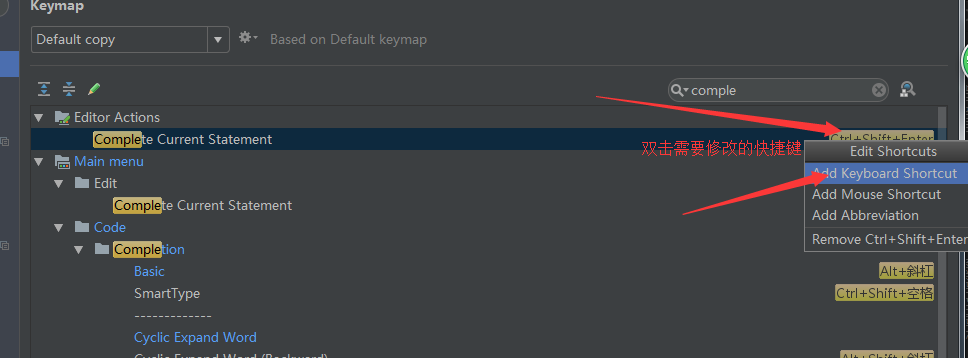 Keymap
Default copy
Based on Default keymap
comple
Editor Actions
Complete Current Statement
Ctrl+Shift+Enter
双击需要修改的快捷键
Edit Shortcuts
Main menu
Add Keyboard Shortcut
Edit
Add Mouse Shortcut
Complete Current Statement
Add Abbreviation
Code
Remove Ctrl+Shift+Enter
Completion
Basic
Alt+斜杠
SmartType
Ctrl+Shift+空格
-------------
Cyclic Expand Word
Cyclic Expand Word (Backward)
Alt+Shift+斜杠